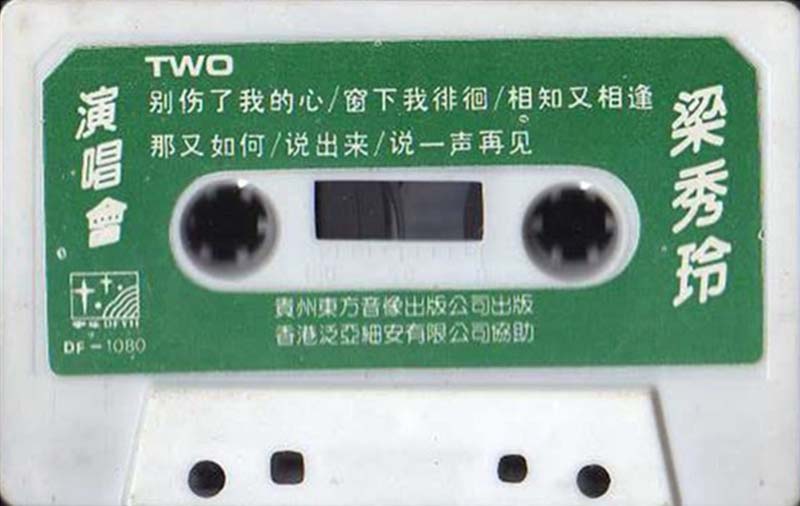 TWO
别伤了我的心/窗下我徘徊/相知又相逢
那又如何/说出来/说一声再见
演唱會
梁秀玲
DF-1080
貴州東方音像出版公司出版
香港泛亞細安有限公司協助